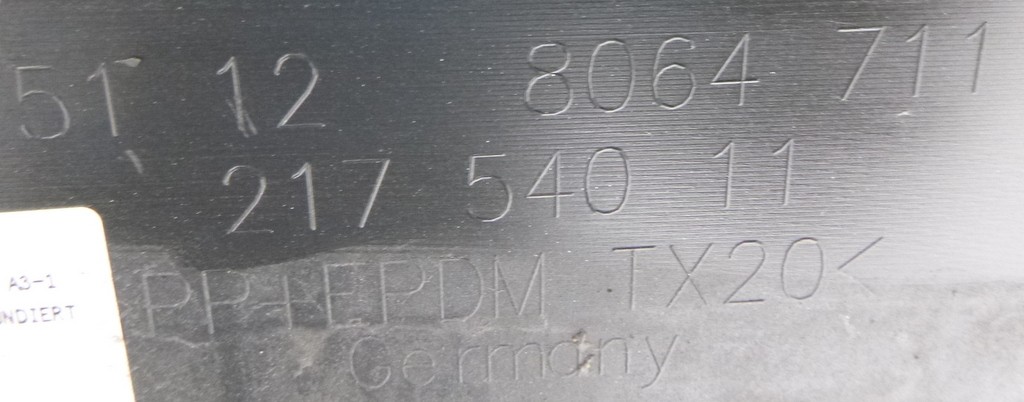 51 12 8064 711
217 540 11
PP+EPDM TX20<
Germany
A3-1